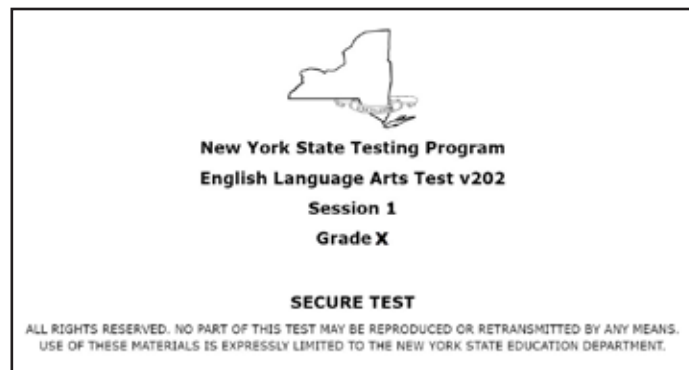 New York State Testing Program
English Language Arts Test v202
Session 1
Grade X
SECURE TEST
ALL RIGHTS RESERVED. NO PART OF THIS TEST MAY BE REPRODUCED OR RETRANSMITTED BY ANY MEANS.
USE OF THESE MATERIALS IS EXPRESSLY LIMITED TO THE NEW YORK STATE EDUCATION DEPARTMENT.